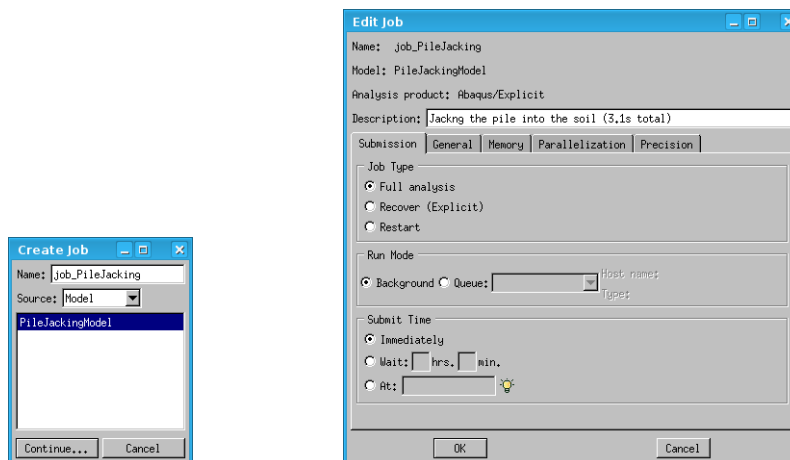 Create Job
Name: job_PileJacking
Source: Model
PileJackingModel
Continue... Cancel
Edit Job
Name: job_PileJacking
Model: PileJackingModel
Analysis product: Abaqus/Explicit
Description: Jackng the pile into the soil (3.1s total)
Submission General Memory Parallelization Precision
Job Type
Full analysis
Recover (Explicit)
Restart
Run Mode
Background Queue: Host name:
Type:
Submit Time
Immediately
Wait: hrs. min.
At:
OK Cancel